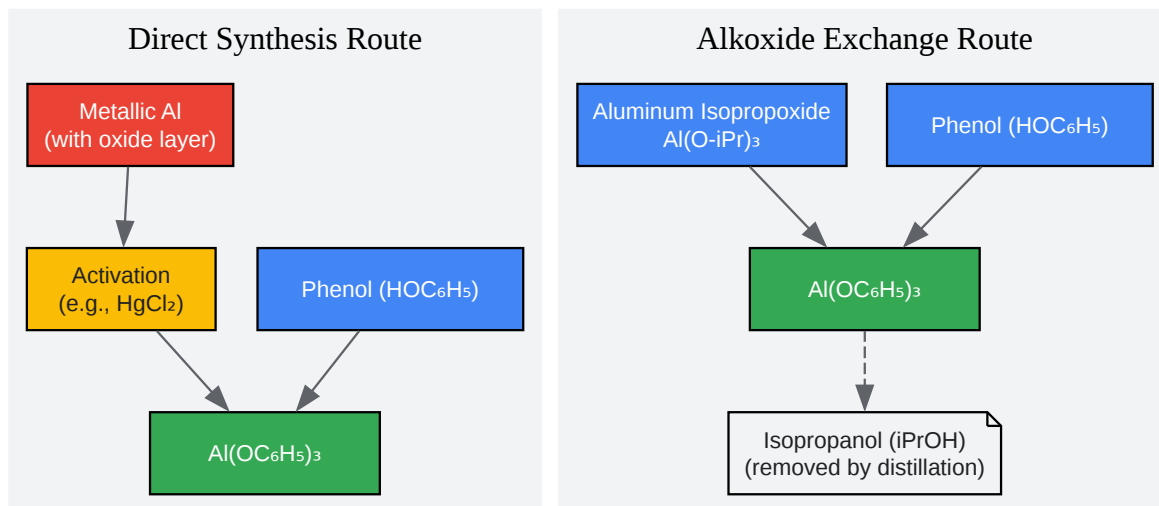 Direct Synthesis Route
Metallic Al
(with oxide layer)
Activation
(e.g., HgCl₂)
Phenol (HOC₆H₅)
Al(OC₆H₅)₃
Alkoxide Exchange Route
Aluminum Isopropoxide
Al(O-iPr)₃
Phenol (HOC₆H₅)
Al(OC₆H₅)₃
Isopropanol (iPrOH)
(removed by distillation)